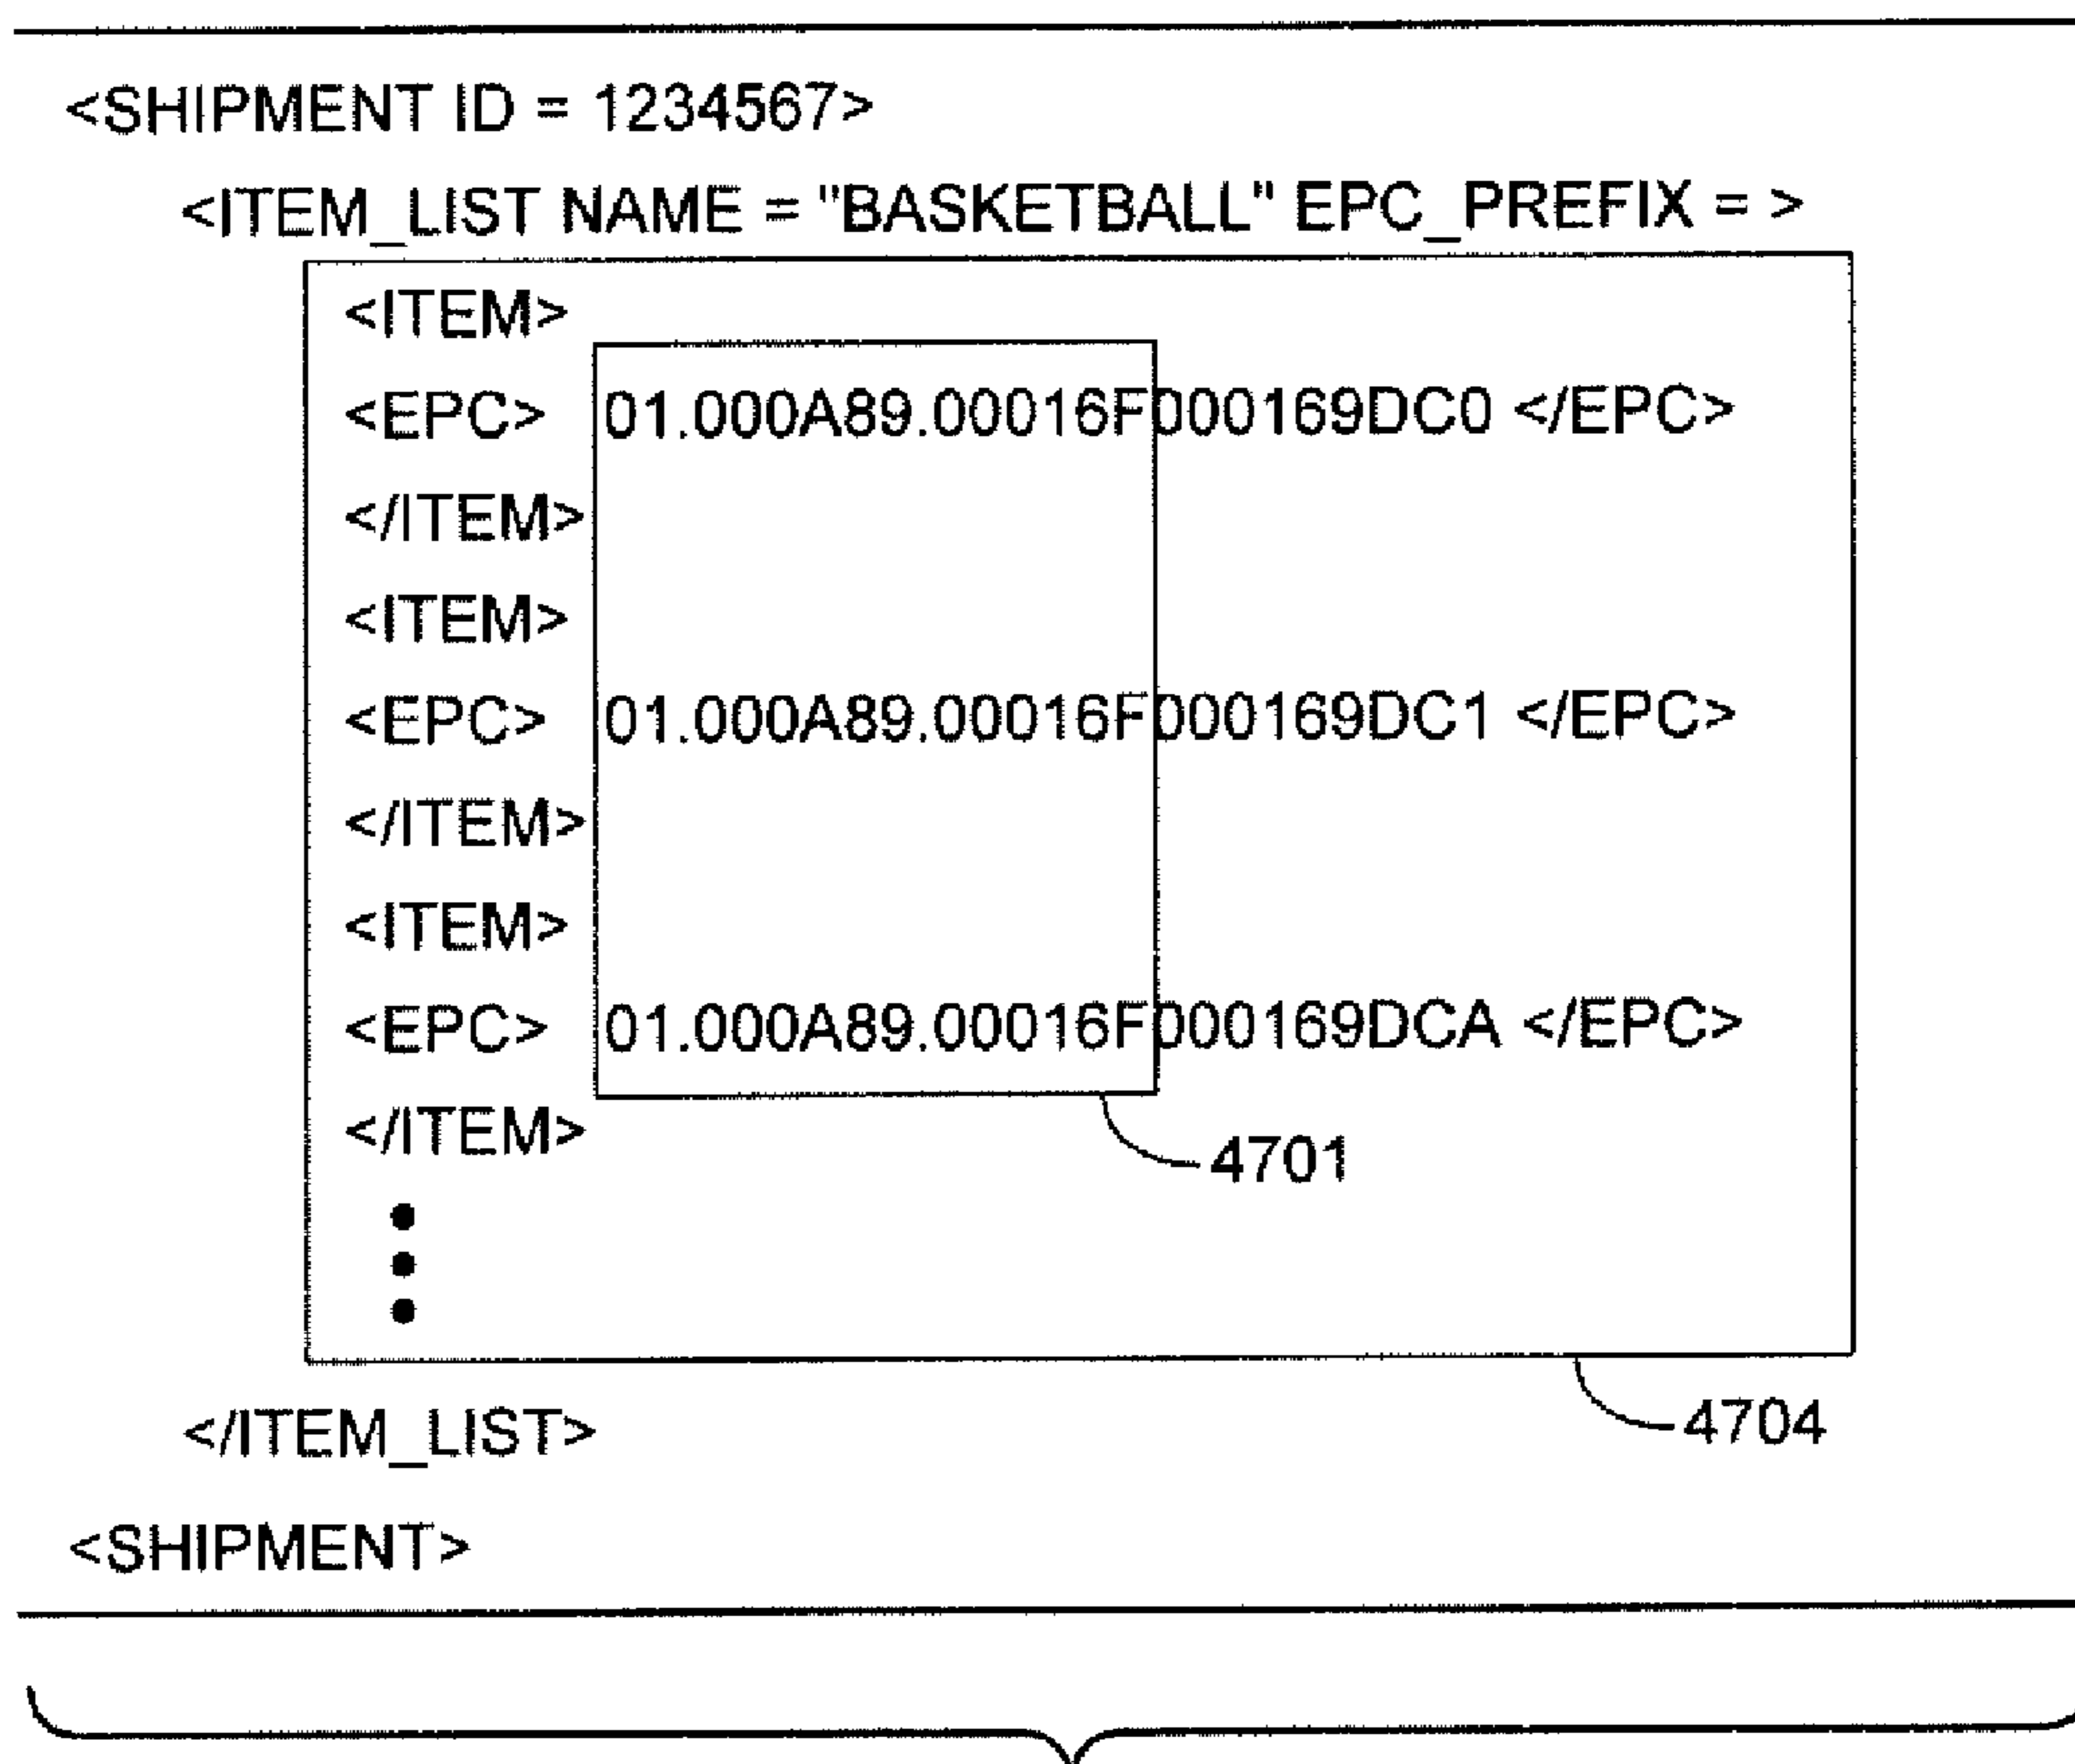 <SHIPMENT ID = 1234567>
<ITEM_LIST NAME = "BASKETBALL" EPC_PREFIX = >
<ITEM>
<EPC> 01.000A89.00016F000169DC0 </EPC>
</ITEM>
<ITEM>
<EPC> 01.000A89.00016F000169DC1 </EPC>
</ITEM>
<ITEM>
<EPC> 01.000A89.00016F000169DCA </EPC>
</ITEM>
4701
4704
</ITEM_LIST>
<SHIPMENT>